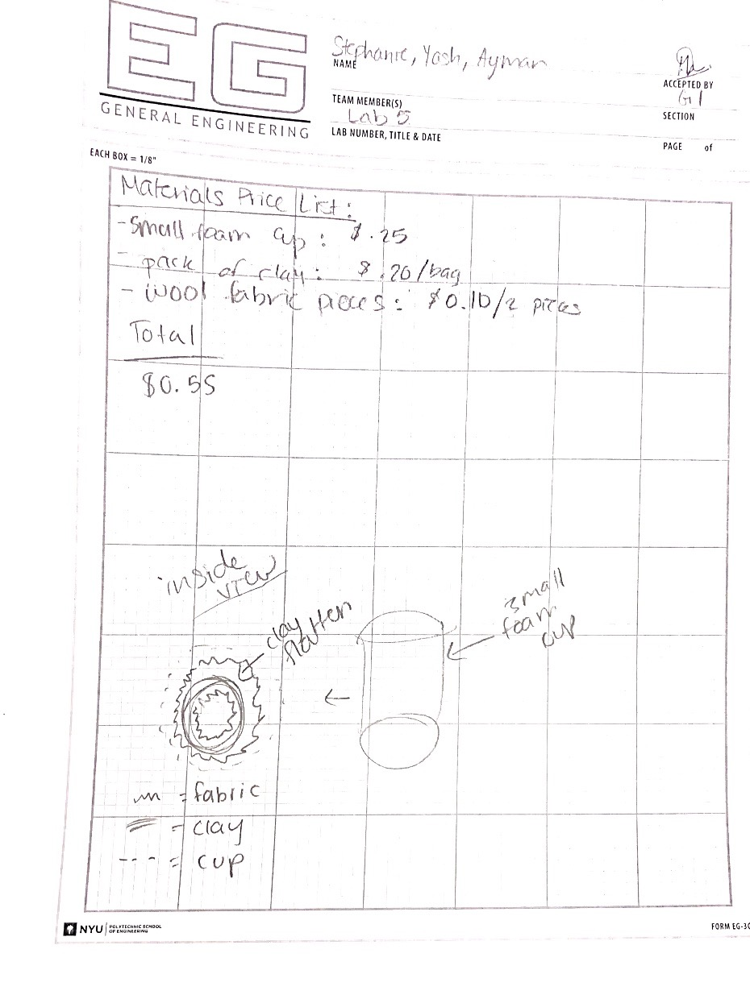 EG
GENERAL ENGINEERING
Stephanie, Yash, Ayman
NAME
ACCEPTED BY
TEAM MEMBER(S)
G1
Lab 5
SECTION
LAB NUMBER, TITLE & DATE
PAGE of
EACH BOX = 1/8"
Materials Price List:
- small foam cup: $.25
- pack of clay: $.20/bag
- wool fabric pieces: $0.10/2 pieces
Total
$0.55
inside
view
clay
flatten
small
foam
cup
= fabric
= clay
--- = cup
NYU POLYTECHNIC SCHOOL
OF ENGINEERING
FORM EG-3